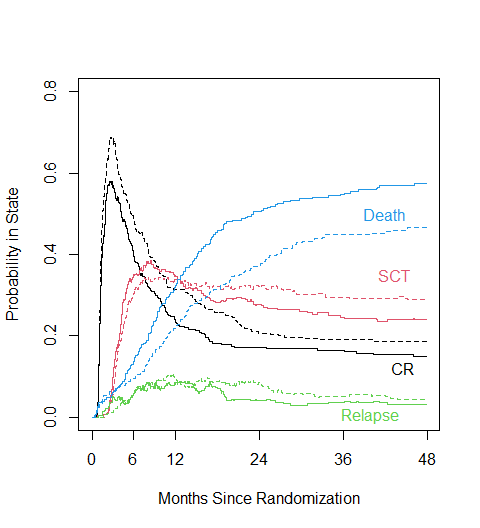 0.8
0.6
0.4
0.2
0.0
Probability in State
Death
SCT
CR
Relapse
0 6 12 24 36 48
Months Since Randomization